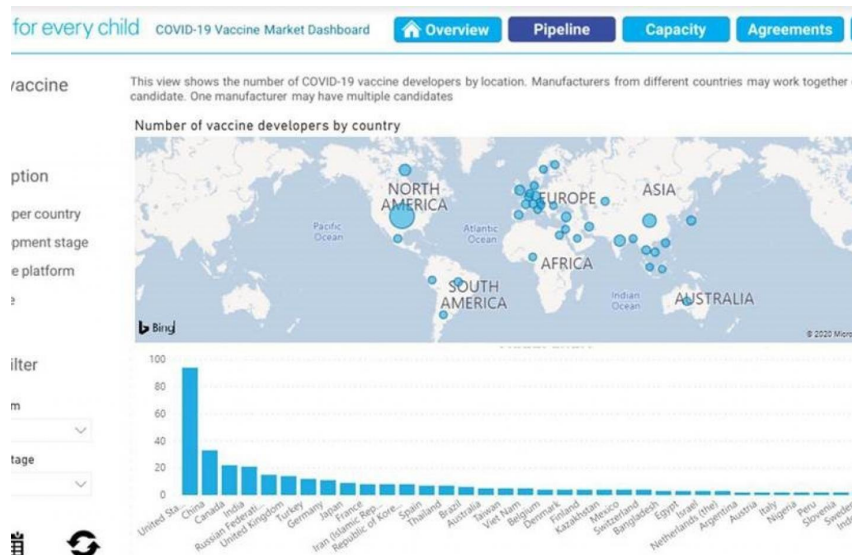 for every child COVID-19 Vaccine Market Dashboard Overview Pipeline Capacity Agreements
vaccine
This view shows the number of COVID-19 vaccine developers by location. Manufacturers from different countries may work together
candidate. One manufacturer may have multiple candidates
Number of vaccine developers by country
ption
per country
opment stage
e platform
e
NORTH
AMERICA
EUROPE
ASIA
Pacific
Ocean
Atlantic
Ocean
AFRICA
SOUTH
AMERICA
Indian
Ocean
AUSTRALIA
Bing
© 2020 Micro
ilter
m
tage
100
80
60
40
20
0
United Sta...
China
Canada
India
Russian Federati...
United Kingdom
Turkey
Germany
Japan
France
Iran (Islamic Rep...
Republic of Kore...
Spain
Thailand
Brazil
Australia
Taiwan
Viet Nam
Belgium
Denmark
Finland
Kazakhstan
Mexico
Switzerland
Bangladesh
Egypt
Israel
Netherlands (the)
Argentina
Austria
Italy
Nigeria
Peru
Slovenia
Sweden
Indo